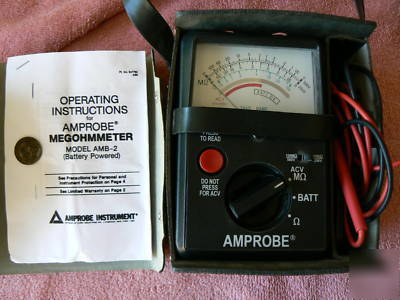 OPERATING
INSTRUCTIONS
for
AMPROBE®
MEGOHMMETER
MODEL AMB-2
(Battery Powered)
See Precautions for Personal and
Instrument Protection on Page 4
See Limited Warranty on Page 2
AMPROBE INSTRUMENT®
MΩ
Ω
PRESS
TO READ
DO NOT
PRESS
FOR ACV
ACV
MΩ
BATT
Ω
AMPROBE®